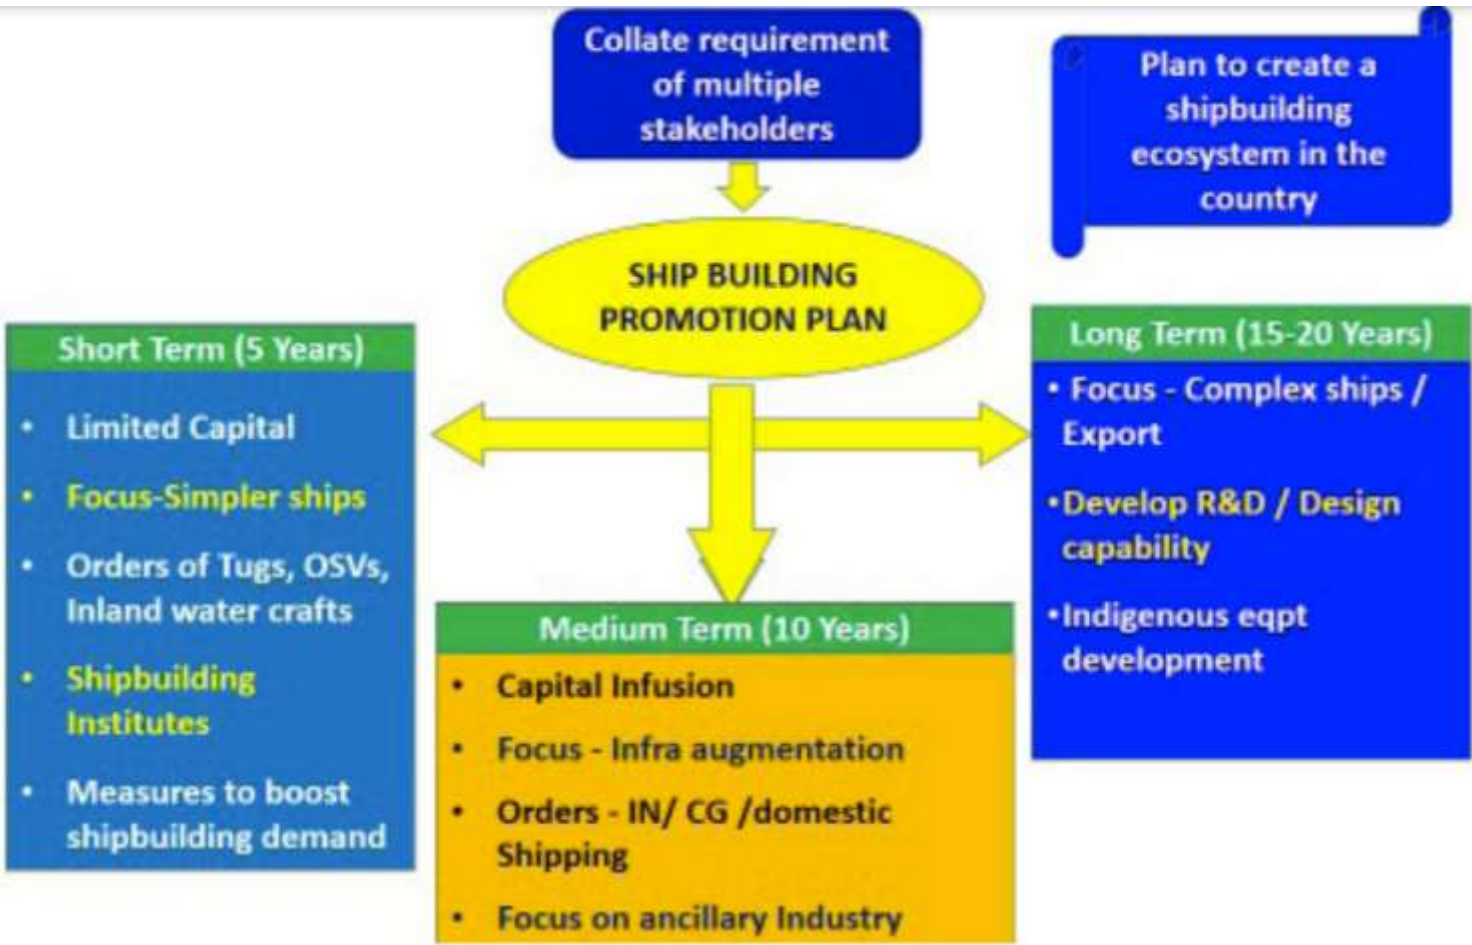 Collate requirement
of multiple
stakeholders
Plan to create a
shipbuilding
ecosystem in the
country
SHIP BUILDING
PROMOTION PLAN
Short Term (5 Years)
• Limited Capital
• Focus-Simpler ships
• Orders of Tugs, OSVs,
Inland water crafts
• Shipbuilding
Institutes
• Measures to boost
shipbuilding demand
Medium Term (10 Years)
• Capital Infusion
• Focus - Infra augmentation
• Orders - IN/ CG /domestic
Shipping
• Focus on ancillary Industry
Long Term (15-20 Years)
• Focus - Complex ships /
Export
•Develop R&D / Design
capability
•Indigenous eqpt
development